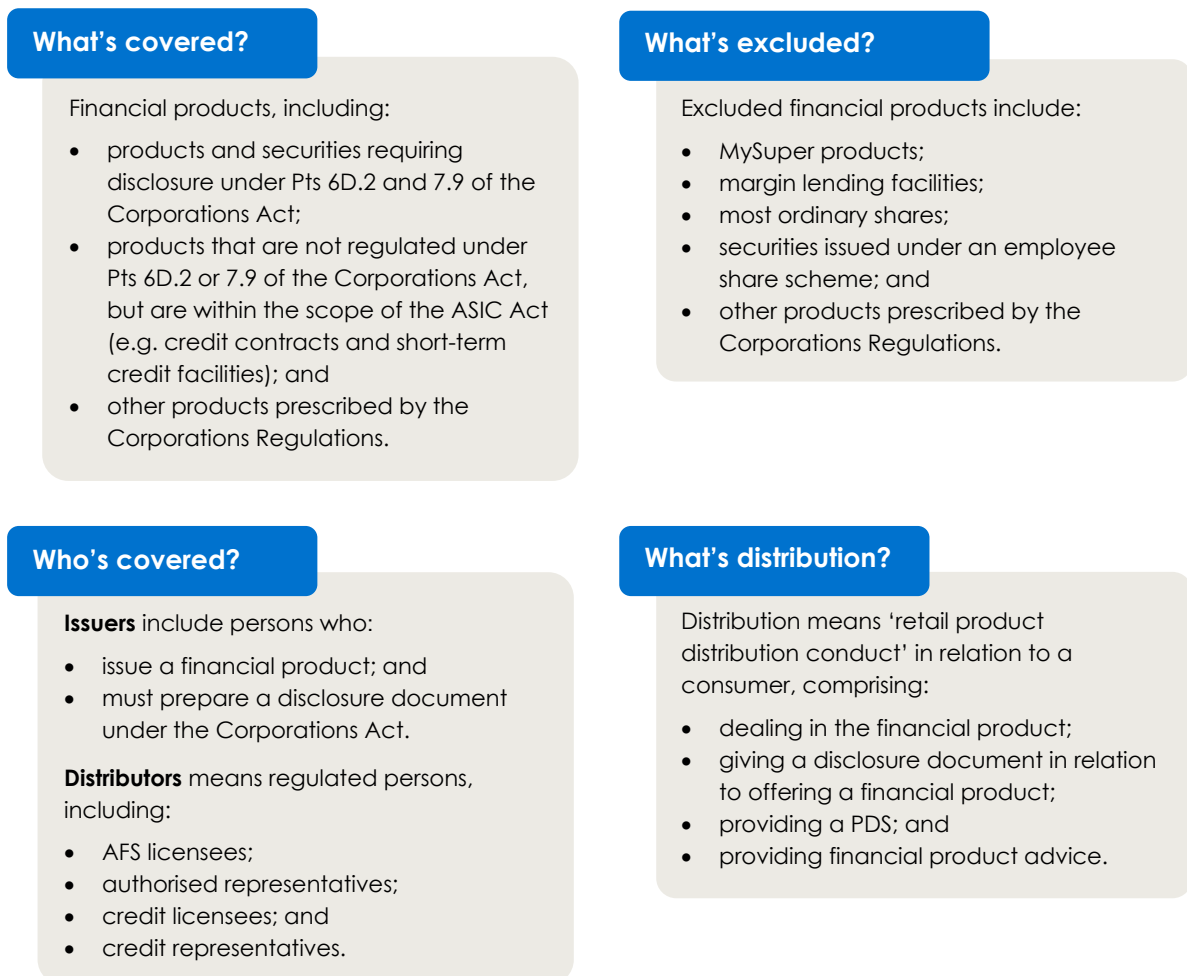 What’s covered?
Financial products, including:
• products and securities requiring
disclosure under Pts 6D.2 and 7.9 of the
Corporations Act;
• products that are not regulated under
Pts 6D.2 or 7.9 of the Corporations Act,
but are within the scope of the ASIC Act
(e.g. credit contracts and short-term
credit facilities); and
• other products prescribed by the
Corporations Regulations.
What’s excluded?
Excluded financial products include:
• MySuper products;
• margin lending facilities;
• most ordinary shares;
• securities issued under an employee
share scheme; and
• other products prescribed by the
Corporations Regulations.
Who’s covered?
Issuers include persons who:
• issue a financial product; and
• must prepare a disclosure document
under the Corporations Act.
Distributors means regulated persons,
including:
• AFS licensees;
• authorised representatives;
• credit licensees; and
• credit representatives.
What’s distribution?
Distribution means ‘retail product
distribution conduct’ in relation to a
consumer, comprising:
• dealing in the financial product;
• giving a disclosure document in relation
to offering a financial product;
• providing a PDS; and
• providing financial product advice.